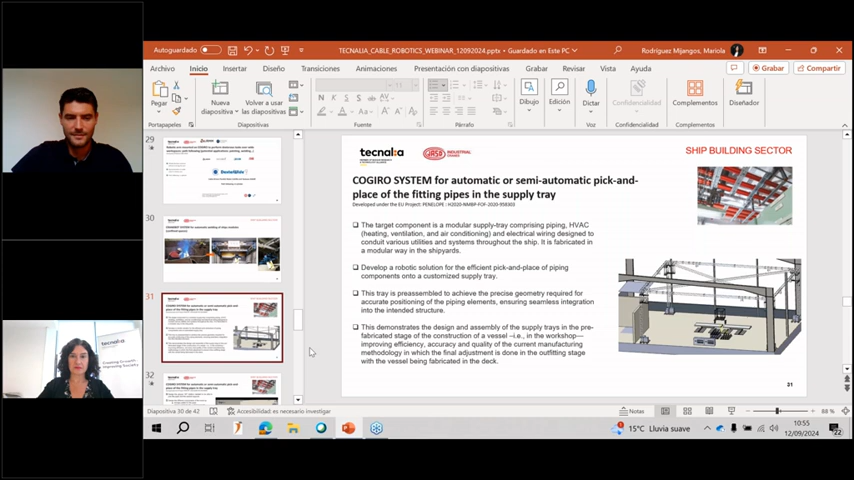 Autoguardado
TECNALIA_CABLE_ROBOTICS_WEBINAR_12092024.pptx • Guardado en Este PC
Rodríguez Mijangos, Mariola
Archivo Inicio Insertar Diseño Transiciones Animaciones Presentación con diapositivas Grabar Revisar Vista Ayuda
Grabar
Compartir
Pegar
Nueva diapositiva
Volver a usar las diapositivas
Dibujo
Edición
Dictar
Confidencialidad
Complementos
Diseñador
Portapapeles
Diapositivas
Fuente
Párrafo
Voz
Confidencialidad
Complementos
29
30
31
32
tecnalia
tecnalia
JASO INDUSTRIAL CRANES
SHIP BUILDING SECTOR
COGIRO SYSTEM for automatic or semi-automatic pick-and-
place of the fitting pipes in the supply tray
Developed under the EU Project: PENELOPE
The target component is a modular supply-tray comprising piping, HVAC
(heating, ventilation, and air conditioning) and electrical wiring designed to
conduct various utilities and systems throughout the ship. It is fabricated in
a modular way in the shipyards.
Develop a robotic solution for the efficient pick-and-place of piping
components onto a customized supply tray.
This tray is preassembled to achieve the precise geometry required for
accurate positioning of the piping elements, ensuring seamless integration
into the intended structure.
This demonstrates the design and assembly of the supply trays in the pre-
fabricated stage of the construction of a vessel –i.e., in the workshop—
improving efficiency, accuracy and quality of the current manufacturing
methodology in which the final adjustment is done in the outfitting stage
with the vessel being fabricated in the deck.
31
Diapositiva 30 de 42
Accesibilidad: es necesario investigar
Notas
68 %
15°C Lluvia suave
10:55
12/09/2024
22